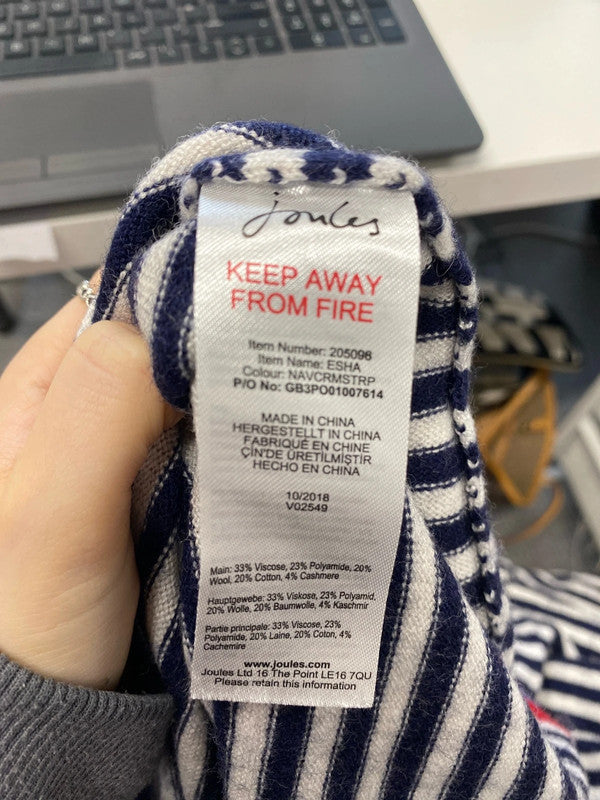 Joules
KEEP AWAY
FROM FIRE
Item Number: 205096
Item Name: ESHA
Colour: NAVCRMSTRP
P/O No: GB3PO01007614
MADE IN CHINA
HERGESTELLT IN CHINA
FABRIQUÉ EN CHINE
ÇIN'DE ÜRETİLMİŞTİR
HECHO EN CHINA
10/2018
V02549
Main: 33% Viscose, 23% Polyamide, 20%
Wool, 20% Cotton, 4% Cashmere
Hauptgewebe: 33% Viskose, 23% Polyamid,
20% Wolle, 20% Baumwolle, 4% Kaschmir
Partie principale: 33% Viscose, 23%
Polyamide, 20% Laine, 20% Coton, 4%
Cachemire
www.joules.com
Joules Ltd 16 The Point LE16 7QU
Please retain this information